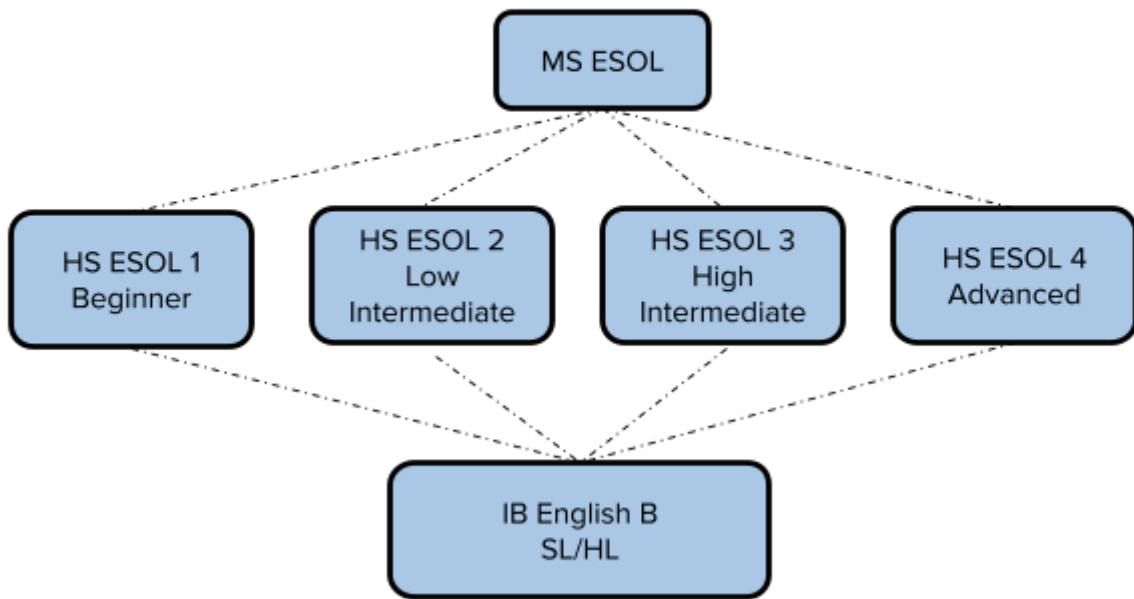 MS ESOL
HS ESOL 1
Beginner
HS ESOL 2
Low
Intermediate
HS ESOL 3
High
Intermediate
HS ESOL 4
Advanced
IB English B
SL/HL